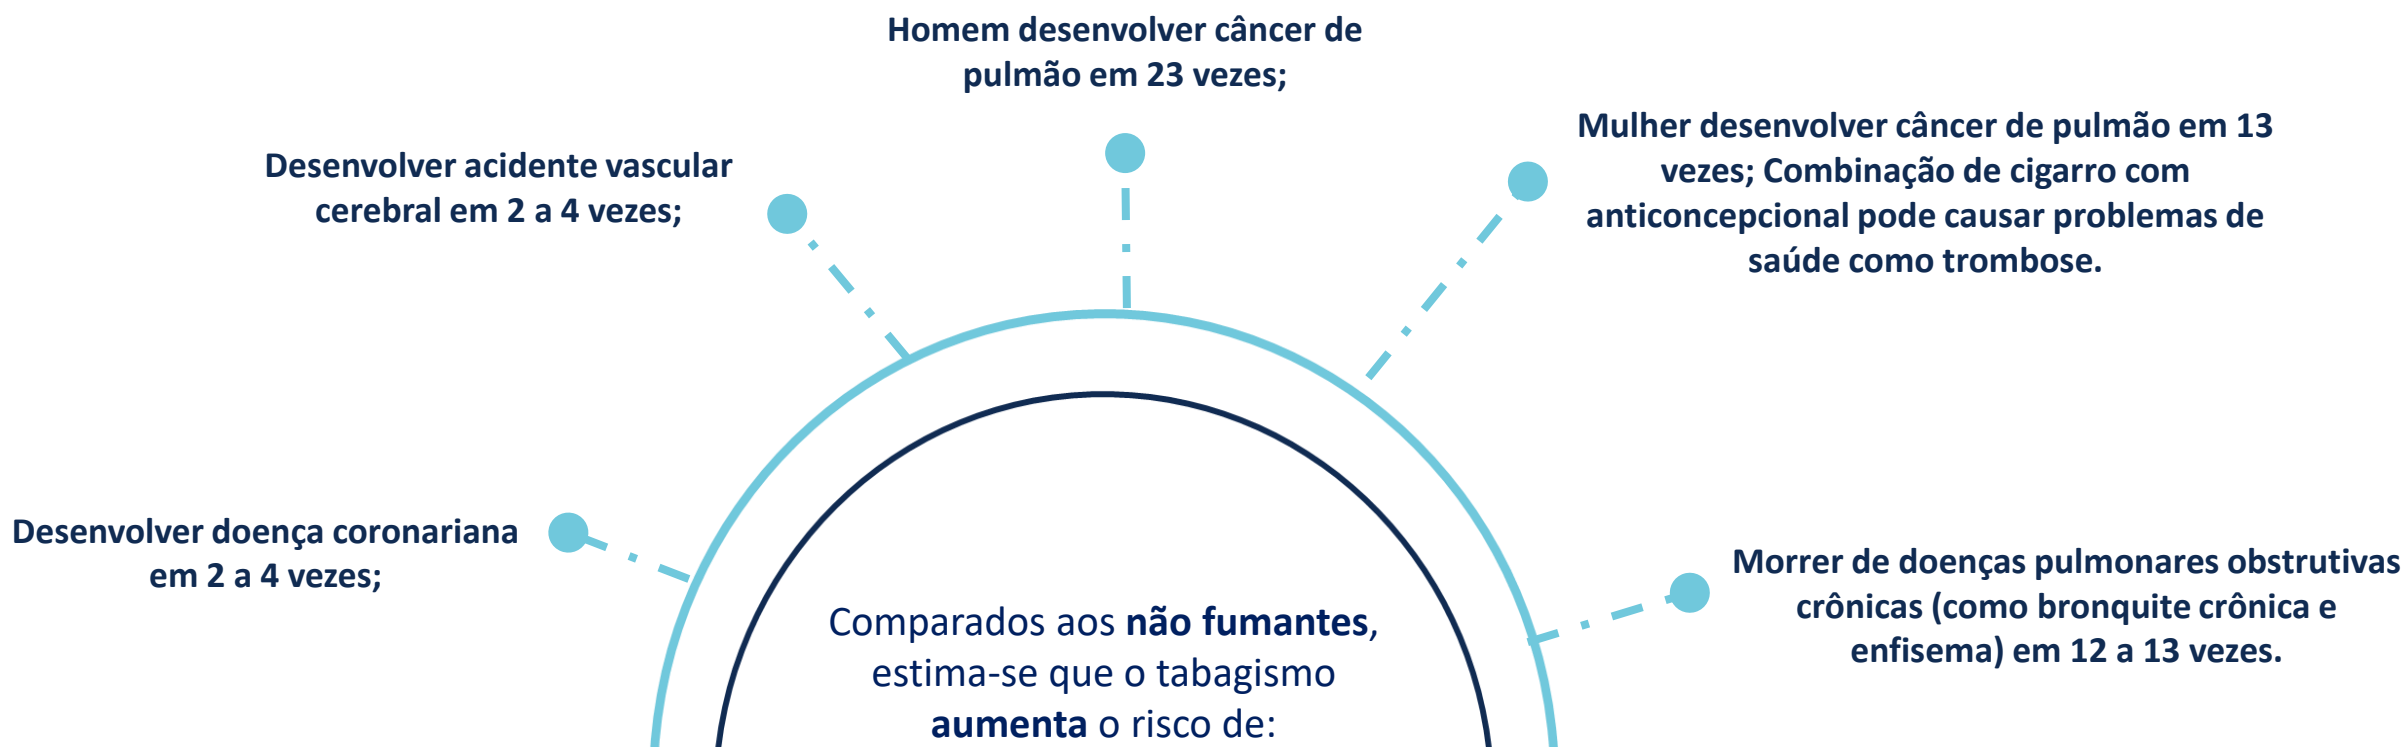 Homem desenvolver câncer de
pulmão em 23 vezes;
Desenvolver acidente vascular
cerebral em 2 a 4 vezes;
Mulher desenvolver câncer de pulmão em 13
vezes; Combinação de cigarro com
anticoncepcional pode causar problemas de
saúde como trombose.
Desenvolver doença coronariana
em 2 a 4 vezes;
Morrer de doenças pulmonares obstrutivas
crônicas (como bronquite crônica e
enfisema) em 12 a 13 vezes.
Comparados aos não fumantes,
estima-se que o tabagismo
aumenta o risco de: